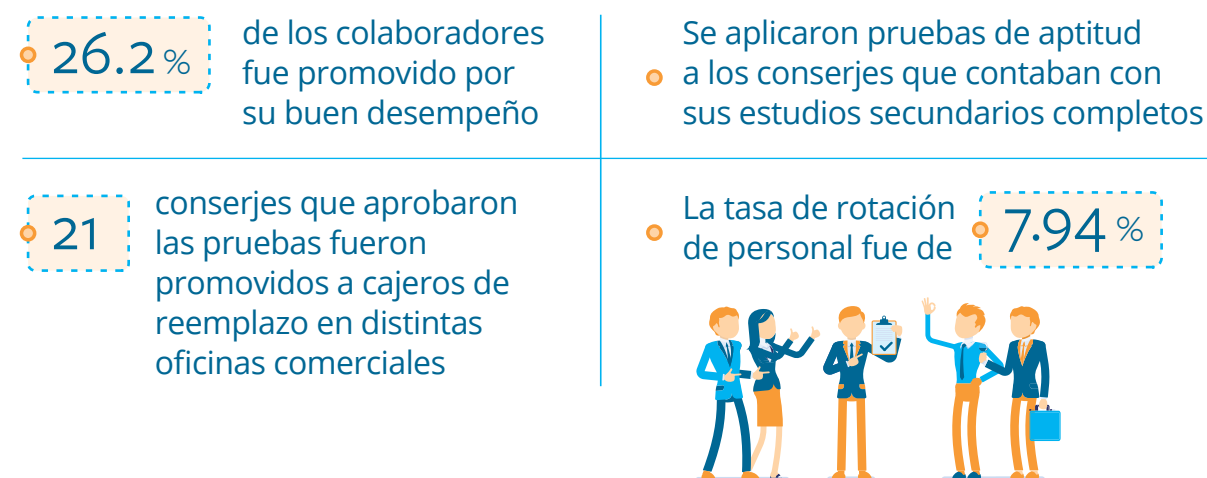 26.2 %
de los colaboradores
fue promovido por
su buen desempeño
Se aplicaron pruebas de aptitud
a los conserjes que contaban con
sus estudios secundarios completos
21
conserjes que aprobaron
las pruebas fueron
promovidos a cajeros de
reemplazo en distintas
oficinas comerciales
La tasa de rotación
de personal fue de
7.94 %